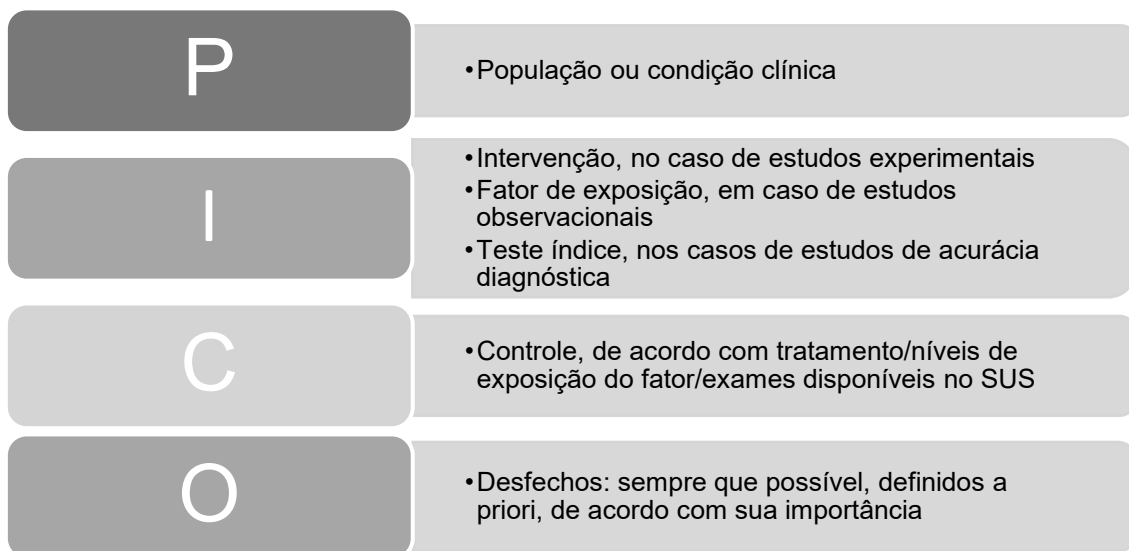 P
•População ou condição clínica
I
•Intervenção, no caso de estudos experimentais
•Fator de exposição, em caso de estudos
observacionais
•Teste índice, nos casos de estudos de acurácia
diagnóstica
C
•Controle, de acordo com tratamento/níveis de
exposição do fator/exames disponíveis no SUS
O
•Desfechos: sempre que possível, definidos a
priori, de acordo com sua importância